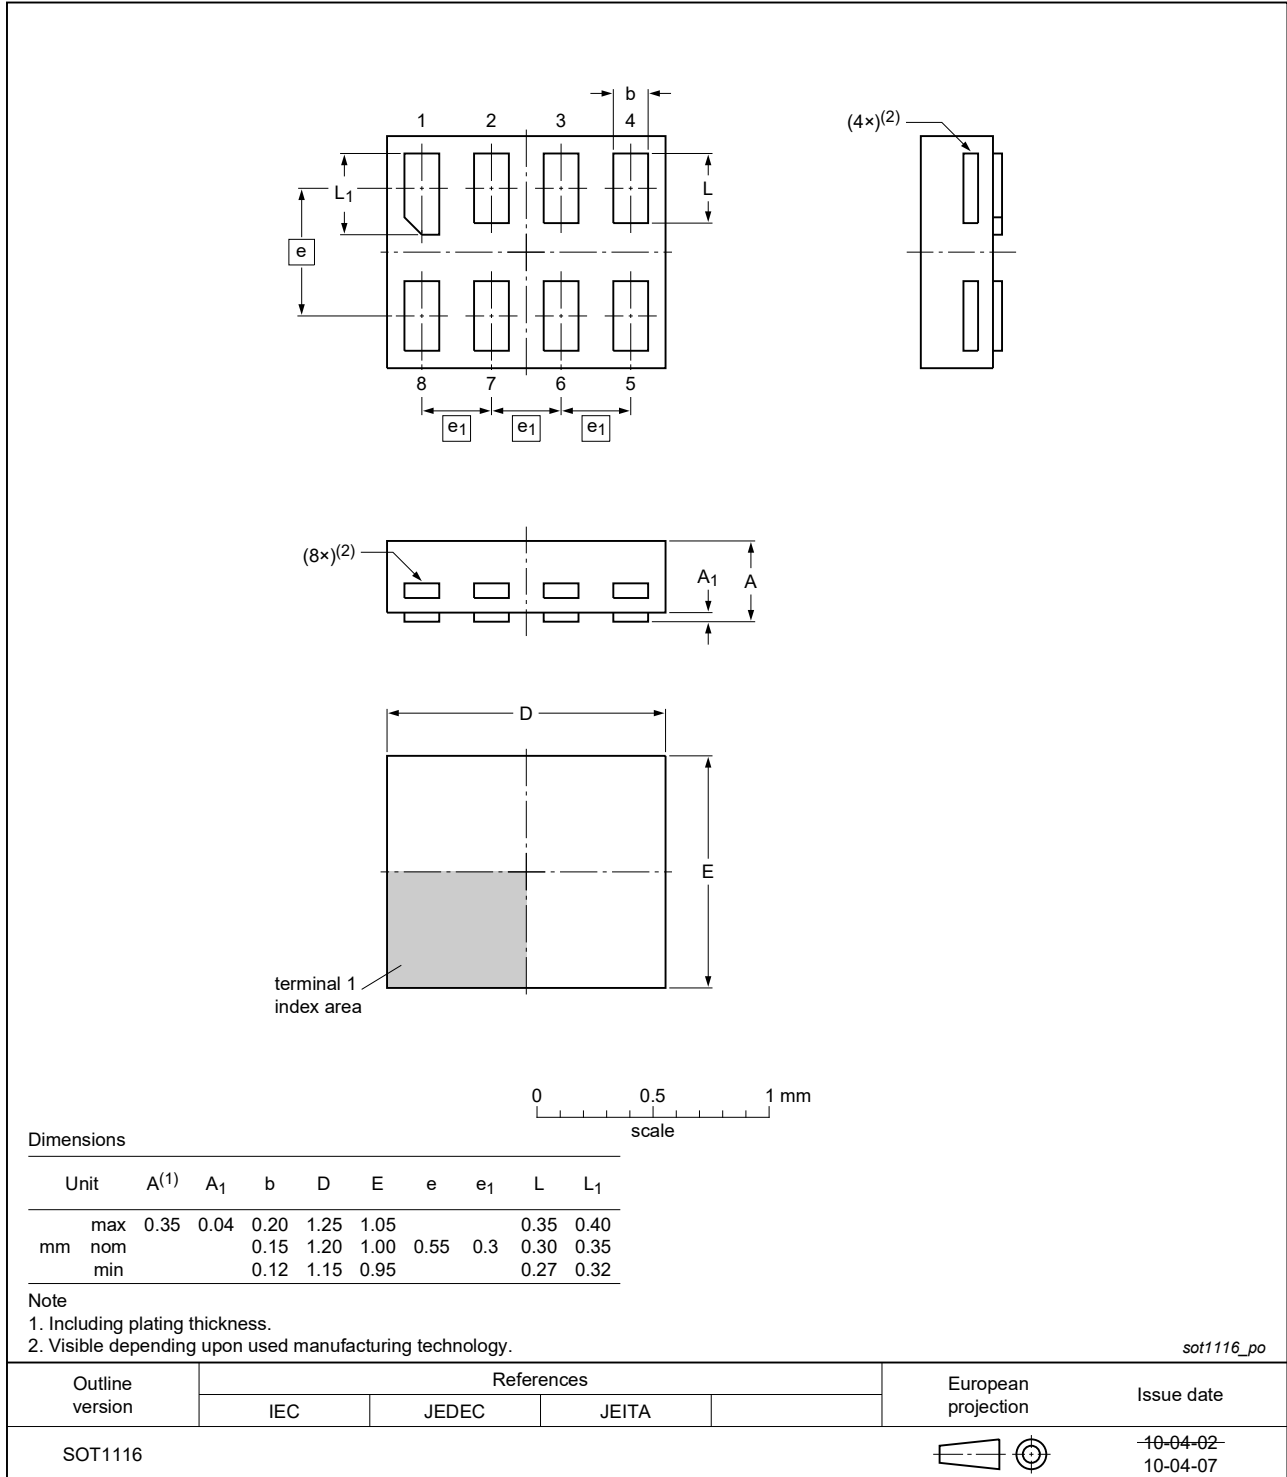 b
1 2 3 4
(4×)(2)
L1
L
e
8 7 6 5
e1 e1 e1
(8×)(2)
A1
A
D
E
terminal 1
index area
0 0.5 1 mm
scale
Dimensions
Unit A(1) A1 b D E e e1 L L1
max 0.35 0.04 0.20 1.25 1.05 0.35 0.40
mm nom 0.15 1.20 1.00 0.55 0.3 0.30 0.35
min 0.12 1.15 0.95 0.27 0.32
Note
1. Including plating thickness.
2. Visible depending upon used manufacturing technology.
sot1116_po
Outline
version
References
IEC JEDEC JEITA
European
projection
Issue date
SOT1116
10-04-02
10-04-07